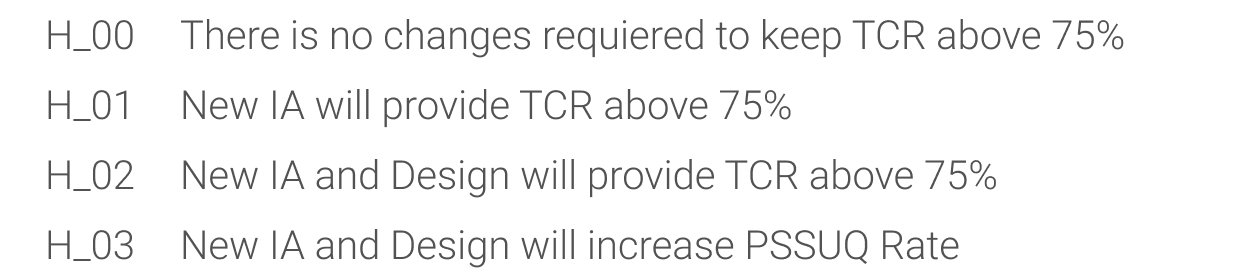 H_00 There is no changes requiered to keep TCR above 75%
H_01 New IA will provide TCR above 75%
H_02 New IA and Design will provide TCR above 75%
H_03 New IA and Design will increase PSSUQ Rate